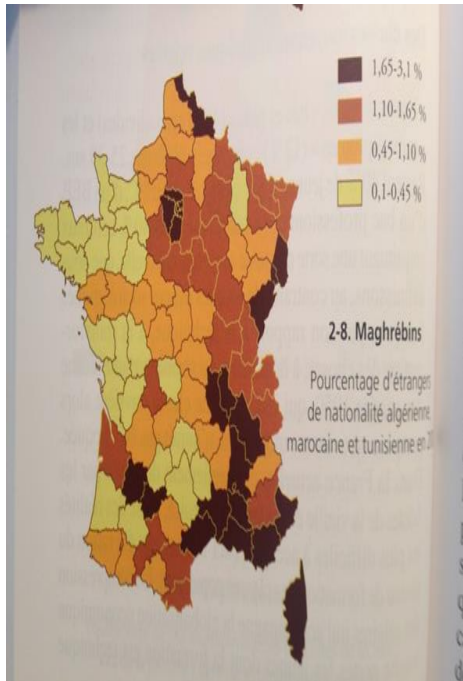 1,65-3,1 %
1,10-1,65 %
0,45-1,10 %
0,1-0,45 %
2-8. Maghrébins
Pourcentage d'étrangers
de nationalité algérienne
marocaine et tunisienne en